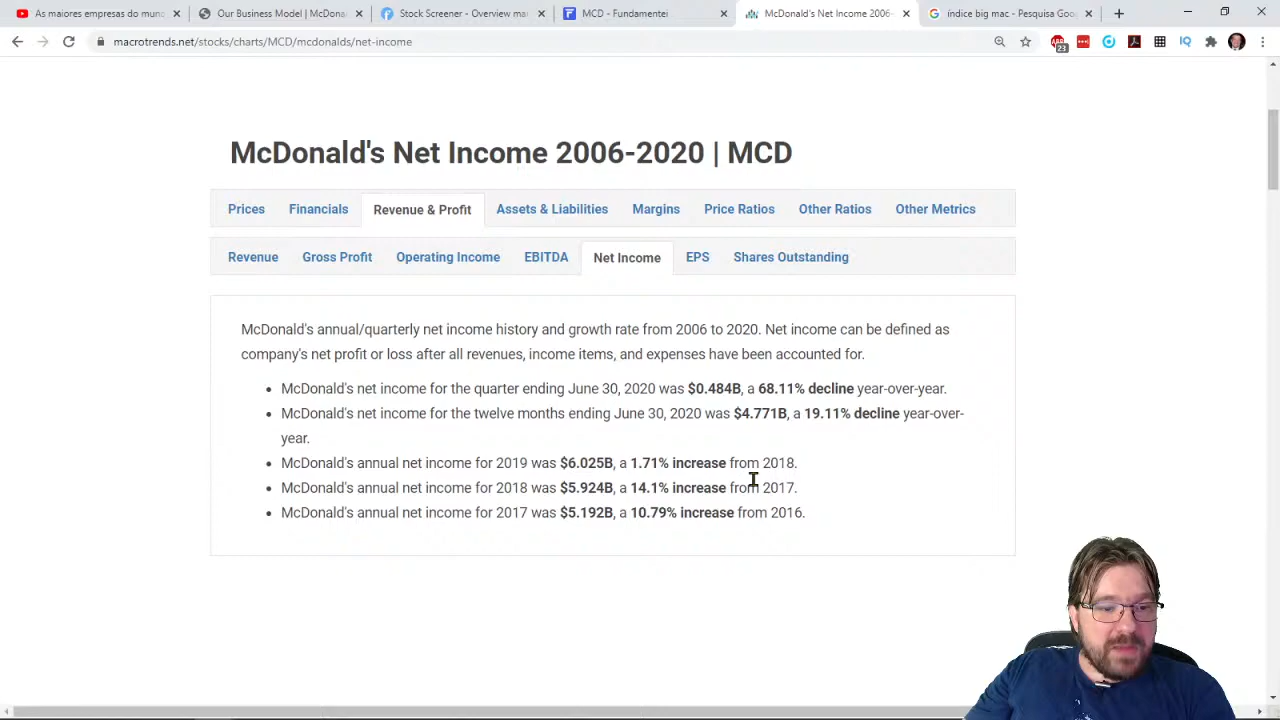 As maiores empresas do mun
Our Business Model | McDona
Stock Screener - Overview ma
MCD - Fundamentei
McDonald's Net Income 2006-
índice big mac - Pesquisa Goo
macrotrends.net/stocks/charts/MCD/mcdonalds/net-income
23
McDonald's Net Income 2006-2020 | MCD
Prices Financials Revenue & Profit Assets & Liabilities Margins Price Ratios Other Ratios Other Metrics
Revenue Gross Profit Operating Income EBITDA Net Income EPS Shares Outstanding
McDonald's annual/quarterly net income history and growth rate from 2006 to 2020. Net income can be defined as
company's net profit or loss after all revenues, income items, and expenses have been accounted for.
• McDonald's net income for the quarter ending June 30, 2020 was $0.484B, a 68.11% decline year-over-year.
• McDonald's net income for the twelve months ending June 30, 2020 was $4.771B, a 19.11% decline year-over-
year.
• McDonald's annual net income for 2019 was $6.025B, a 1.71% increase from 2018.
• McDonald's annual net income for 2018 was $5.924B, a 14.1% increase from 2017.
• McDonald's annual net income for 2017 was $5.192B, a 10.79% increase from 2016.